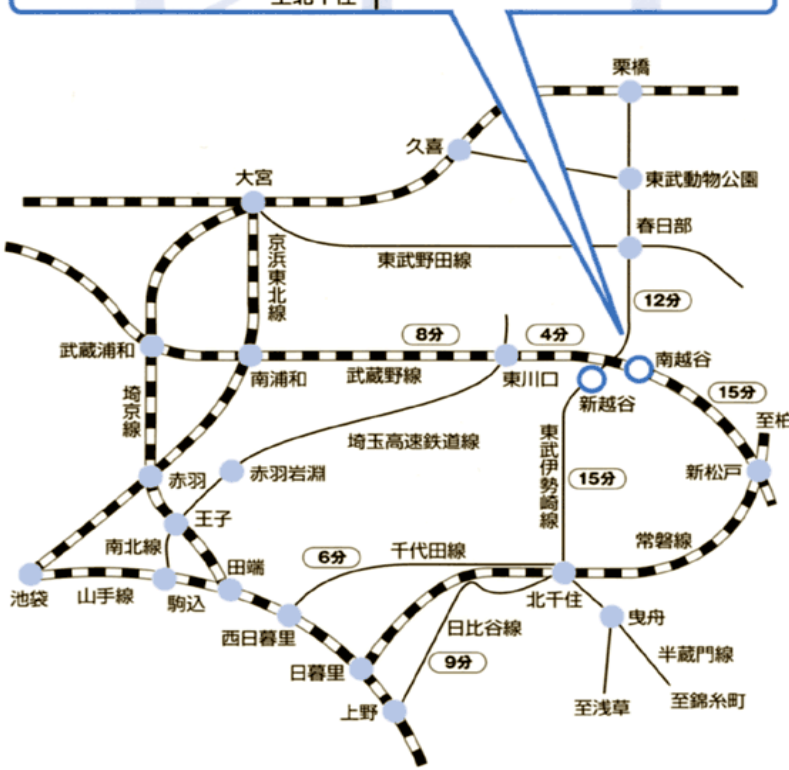 至北千住
栗橋
久喜
東武動物公園
大宮
春日部
京浜東北線
東武野田線
12分
武蔵浦和
8分
4分
南越谷
南浦和
武蔵野線
東川口
新越谷
15分
埼京線
至柏
埼玉高速鉄道線
東武伊勢崎線
赤羽
赤羽岩淵
15分
新松戸
王子
南北線
田端
6分
千代田線
常磐線
池袋
山手線
駒込
西日暮里
北千住
曳舟
日比谷線
半蔵門線
日暮里
9分
上野
至浅草
至錦糸町